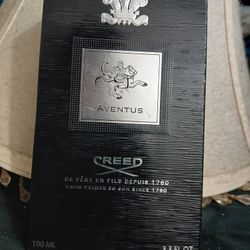 AVENTUS
CREED
DE PÈRE EN FILS DEPUIS 1760
FROM FATHER TO SON SINCE 1760
100 ML 3.3 FL.OZ